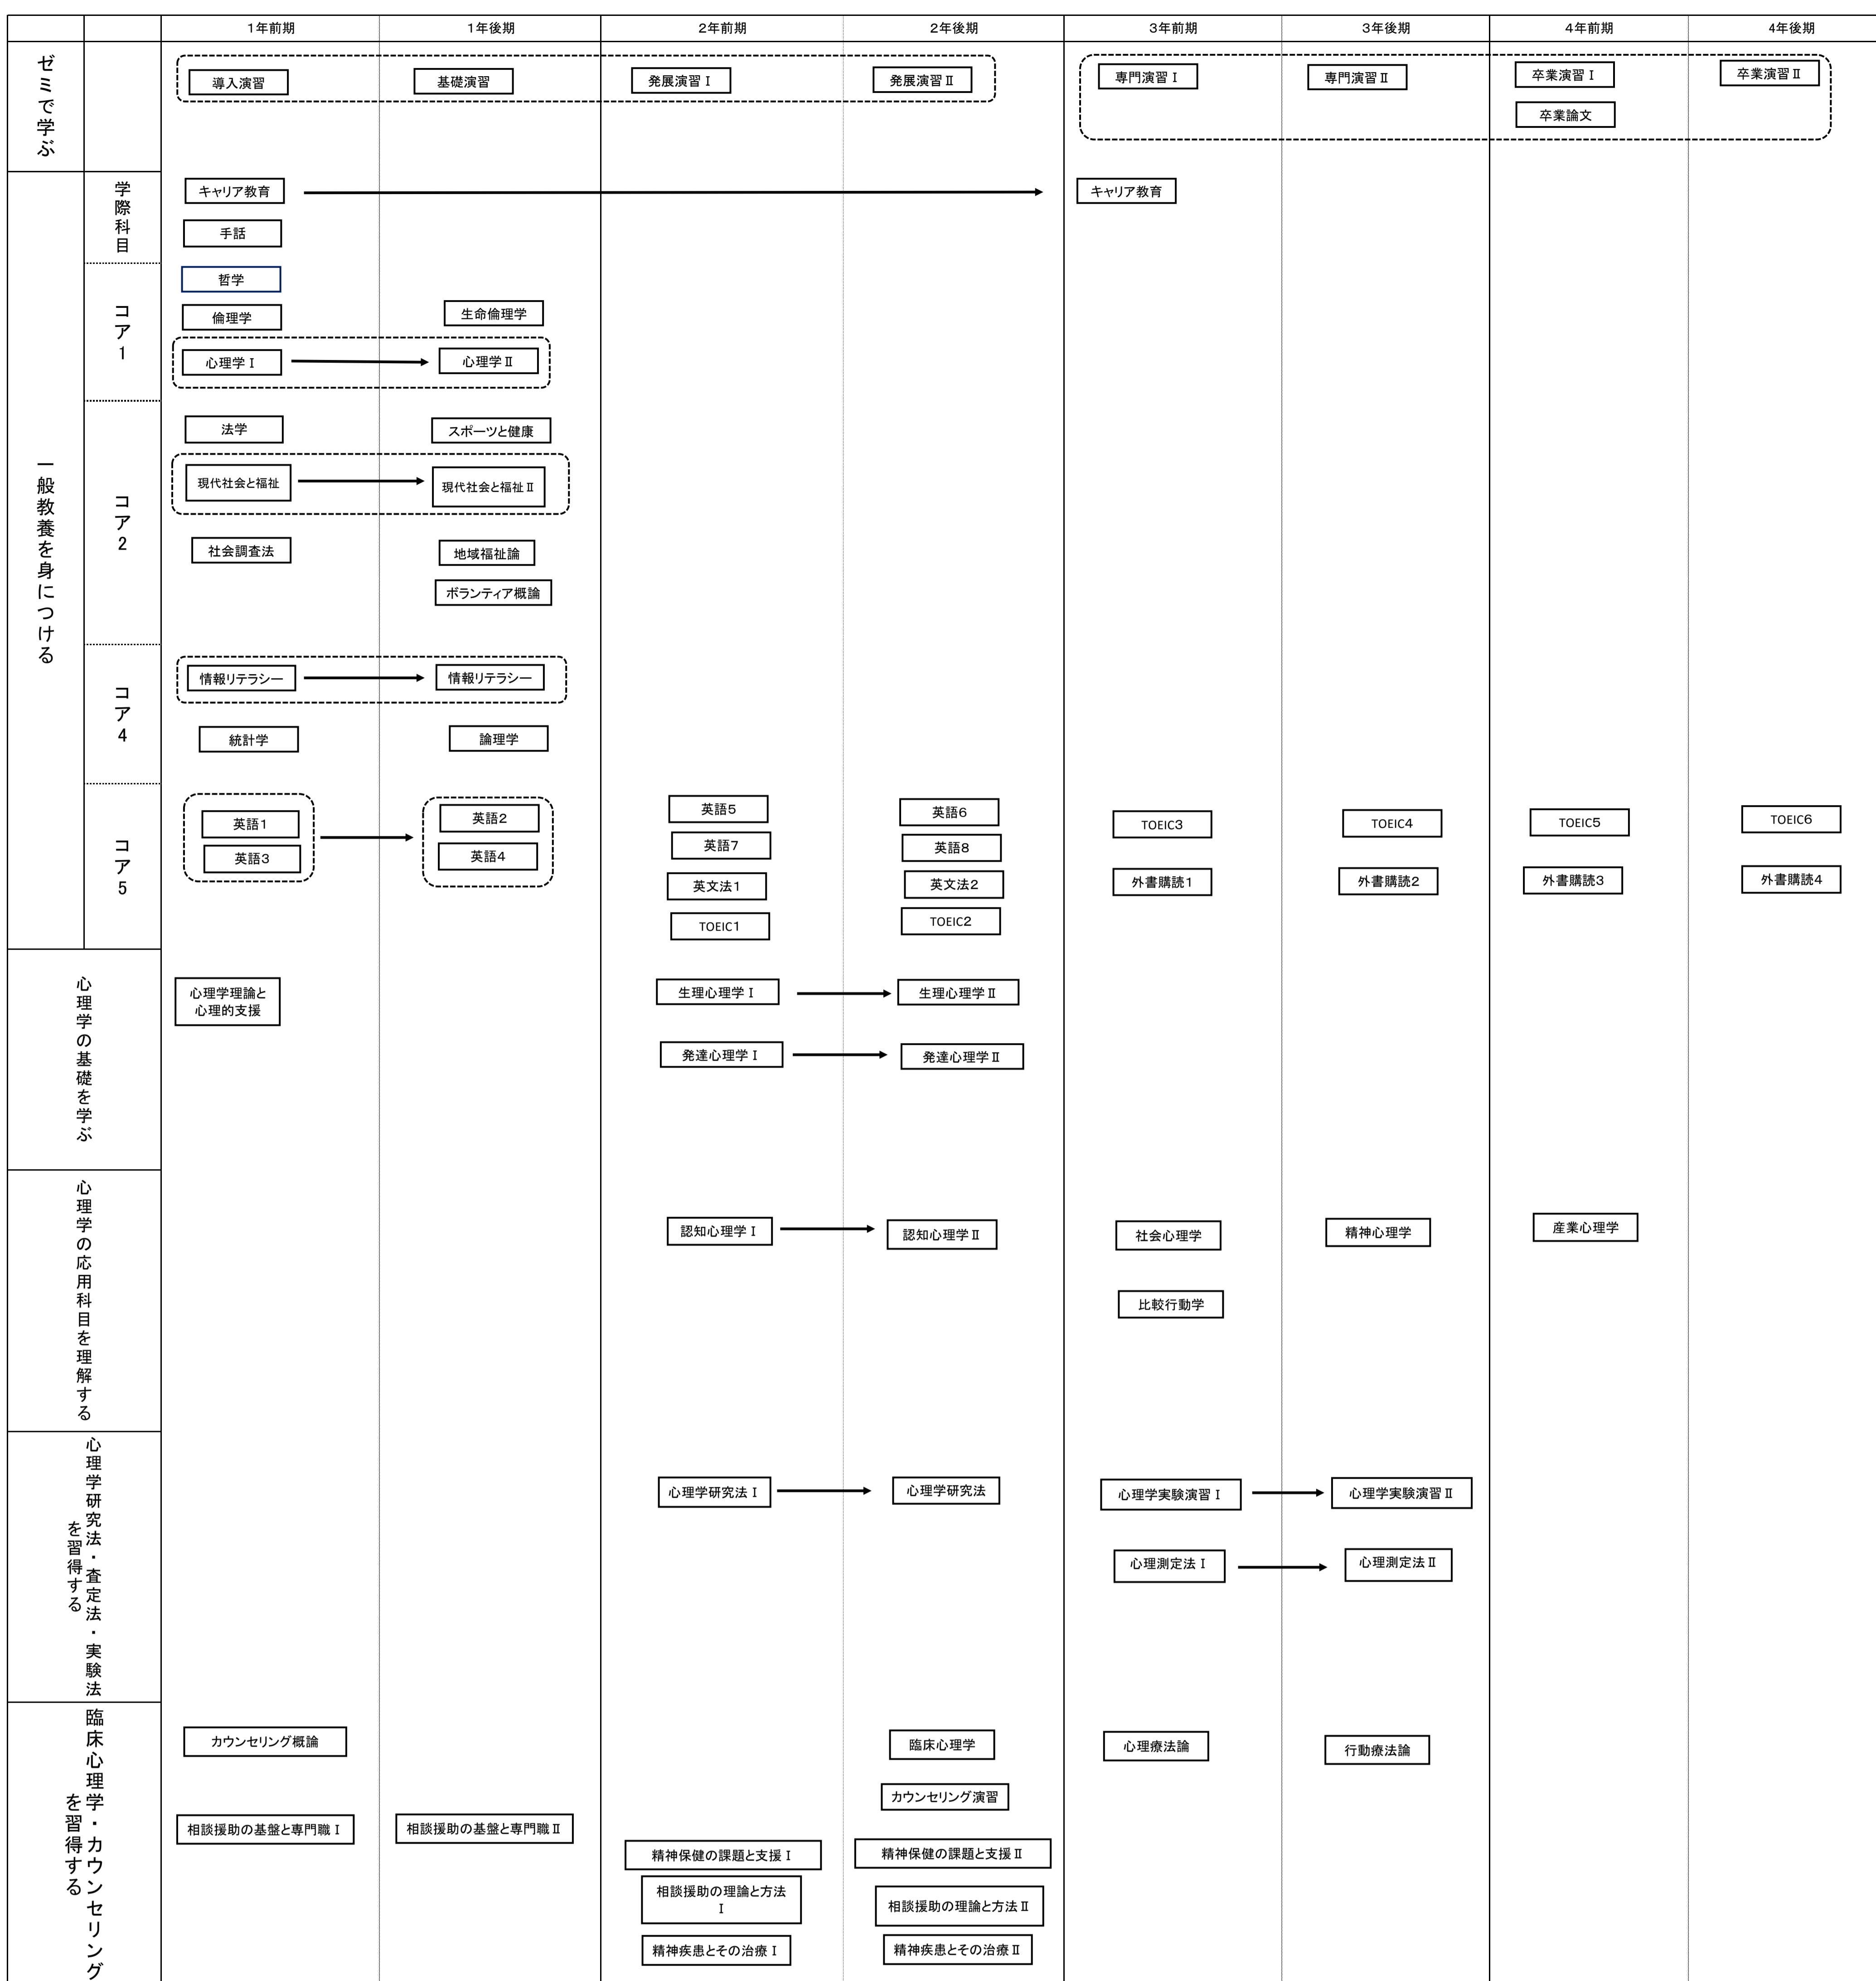 1年前期
1年後期
2年前期
2年後期
3年前期
3年後期
4年前期
4年後期
ゼミで学ぶ
導入演習
基礎演習
発展演習Ⅰ
発展演習Ⅱ
専門演習Ⅰ
専門演習Ⅱ
卒業演習Ⅰ
卒業演習Ⅱ
卒業論文
一般教養を身につける
学際科目
キャリア教育
キャリア教育
手話
コア1
哲学
倫理学
生命倫理学
心理学Ⅰ
心理学Ⅱ
コア2
法学
スポーツと健康
現代社会と福祉
現代社会と福祉Ⅱ
社会調査法
地域福祉論
ボランティア概論
コア4
情報リテラシー
情報リテラシー
統計学
論理学
コア5
英語1
英語2
英語5
英語6
TOEIC3
TOEIC4
TOEIC5
TOEIC6
英語3
英語4
英語7
英語8
英文法1
英文法2
外書購読1
外書購読2
外書購読3
外書購読4
TOEIC1
TOEIC2
心理学の基礎を学ぶ
心理学理論と
心理的支援
生理心理学Ⅰ
生理心理学Ⅱ
発達心理学Ⅰ
発達心理学Ⅱ
心理学の応用科目を理解する
認知心理学Ⅰ
認知心理学Ⅱ
社会心理学
精神心理学
産業心理学
比較行動学
心理学研究法・査定法・実験法
を習得する
心理学研究法Ⅰ
心理学研究法
心理学実験演習Ⅰ
心理学実験演習Ⅱ
心理測定法Ⅰ
心理測定法Ⅱ
臨床心理学・カウンセリング
を習得する
カウンセリング概論
臨床心理学
心理療法論
行動療法論
カウンセリング演習
相談援助の基盤と専門職Ⅰ
相談援助の基盤と専門職Ⅱ
精神保健の課題と支援Ⅰ
精神保健の課題と支援Ⅱ
相談援助の理論と方法
Ⅰ
相談援助の理論と方法Ⅱ
精神疾患とその治療Ⅰ
精神疾患とその治療Ⅱ